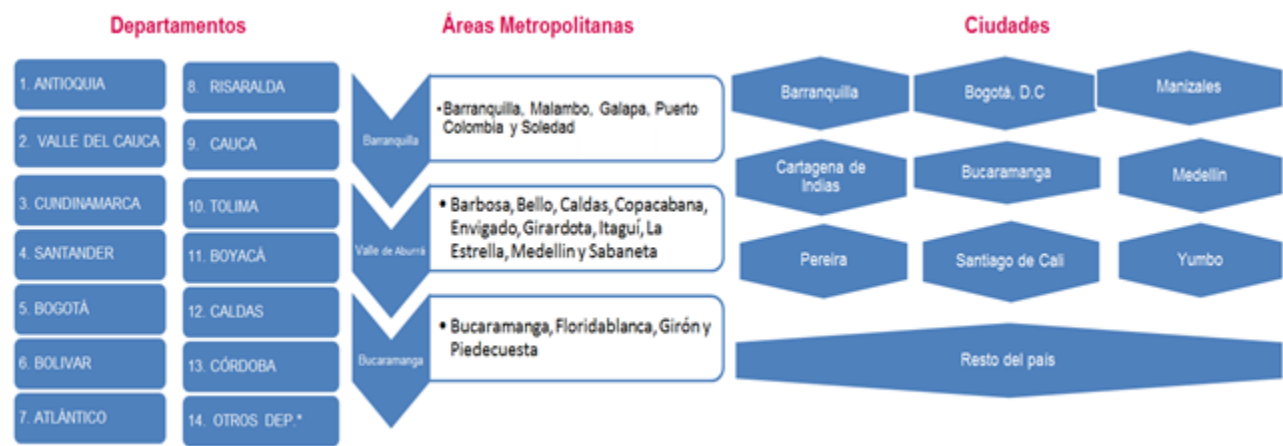 Departamentos
1. ANTIOQUIA
2. VALLE DEL CAUCA
3. CUNDINAMARCA
4. SANTANDER
5. BOGOTÁ
6. BOLIVAR
7. ATLÁNTICO
8. RISARALDA
9. CAUCA
10. TOLIMA
11. BOYACÁ
12. CALDAS
13. CÓRDOBA
14. OTROS DEP.*
Áreas Metropolitanas
Barranquilla
•Barranquilla, Malambo, Galapa, Puerto
Colombia y Soledad
Valle de Aburrá
• Barbosa, Bello, Caldas, Copacabana,
Envigado, Girardota, Itaguí, La
Estrella, Medellin y Sabaneta
Bucaramanga
• Bucaramanga, Floridablanca, Girón y
Piedecuesta
Ciudades
Barranquilla
Bogotá, D.C
Manizales
Cartagena de
Indias
Bucaramanga
Medellin
Pereira
Santiago de Cali
Yumbo
Resto del país